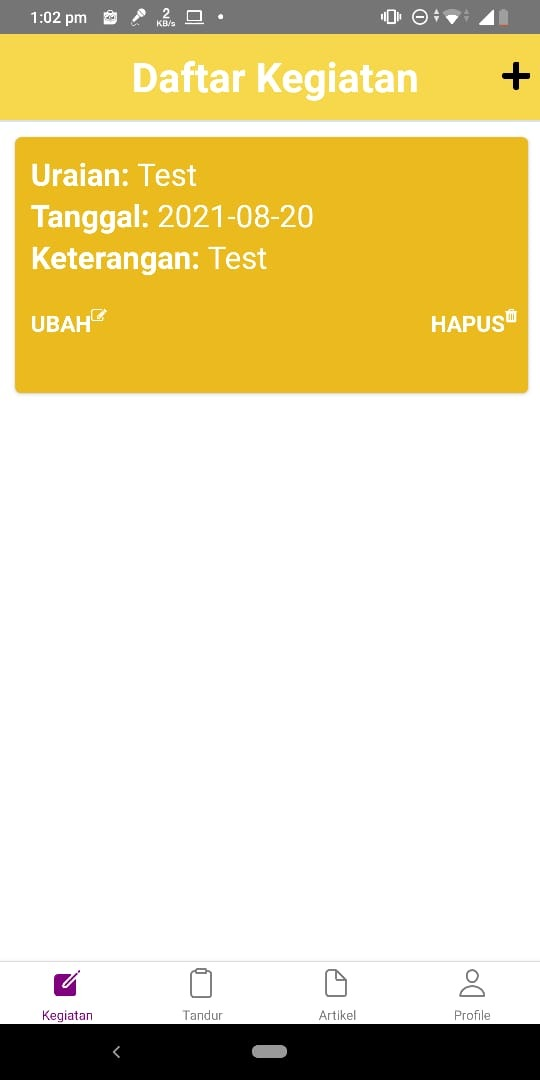 1:02 pm 2 KB/s
Daftar Kegiatan
Uraian: Test
Tanggal: 2021-08-20
Keterangan: Test
UBAH HAPUS
Kegiatan Tandur Artikel Profile